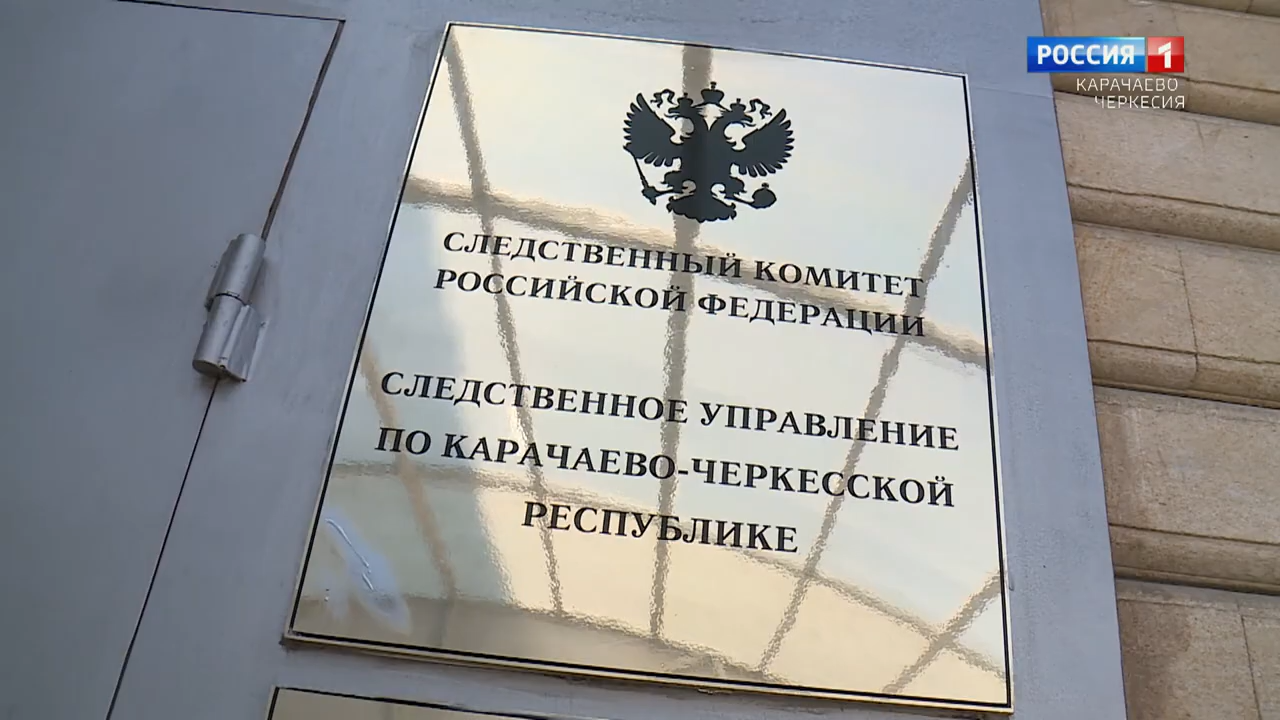 РОССИЯ 1
КАРАЧАЕВО
ЧЕРКЕСИЯ
СЛЕДСТВЕННЫЙ КОМИТЕТ
РОССИЙСКОЙ ФЕДЕРАЦИИ
СЛЕДСТВЕННОЕ УПРАВЛЕНИЕ
ПО КАРАЧАЕВО-ЧЕРКЕССКОЙ
РЕСПУБЛИКЕ